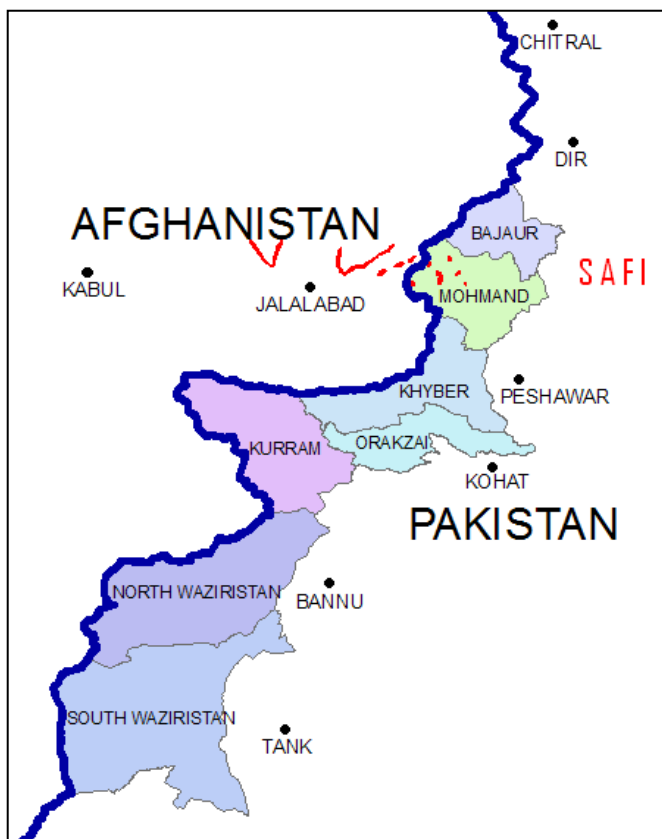 CHITRAL
DIR
AFGHANISTAN
BAJAUR
SAFI
KABUL
JALALABAD
MOHMAND
KHYBER
PESHAWAR
KURRAM
ORAKZAI
KOHAT
PAKISTAN
NORTH WAZIRISTAN
BANNU
SOUTH WAZIRISTAN
TANK